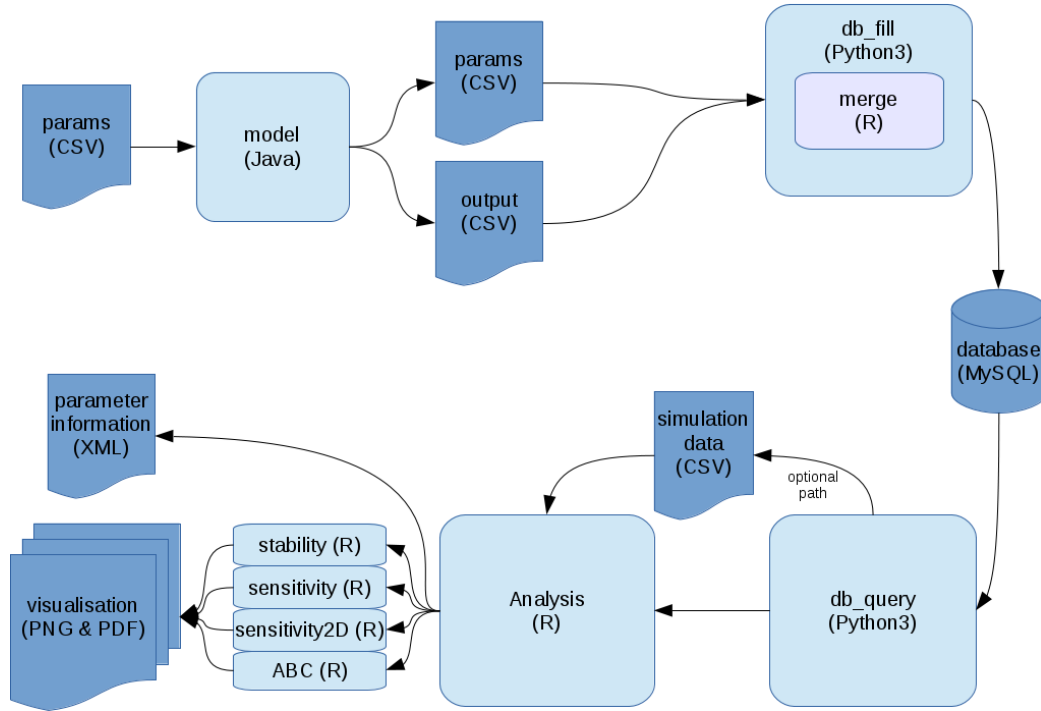 params
(CSV)
model
(Java)
params
(CSV)
output
(CSV)
db_fill
(Python3)
merge
(R)
database
(MySQL)
parameter
information
(XML)
simulation
data
(CSV)
optional
path
stability (R)
sensitivity (R)
sensitivity2D (R)
ABC (R)
visualisation
(PNG & PDF)
Analysis
(R)
db_query
(Python3)